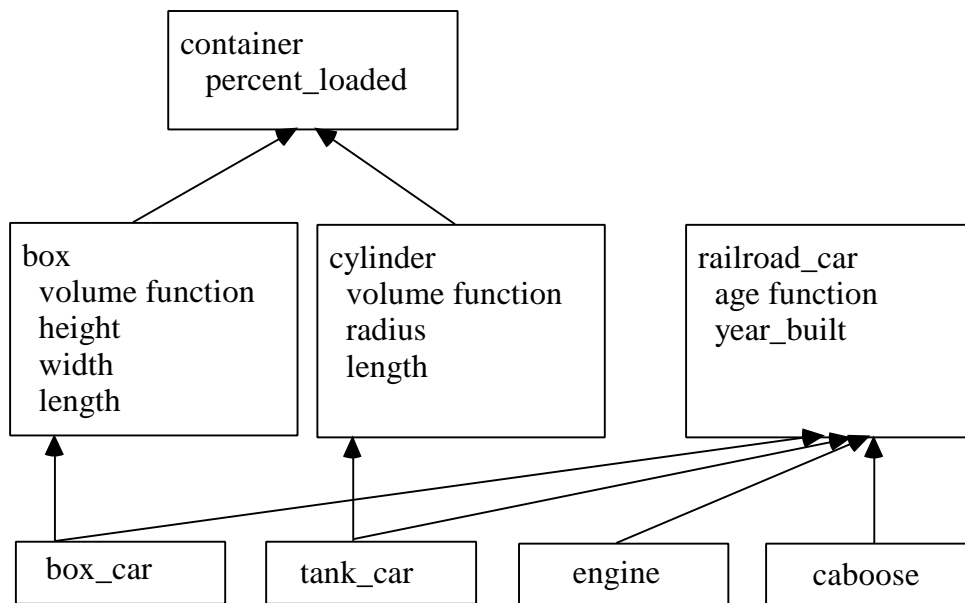 container
percent_loaded
box
volume function
height
width
length
cylinder
volume function
radius
length
railroad_car
age function
year_built
box_car
tank_car
engine
caboose